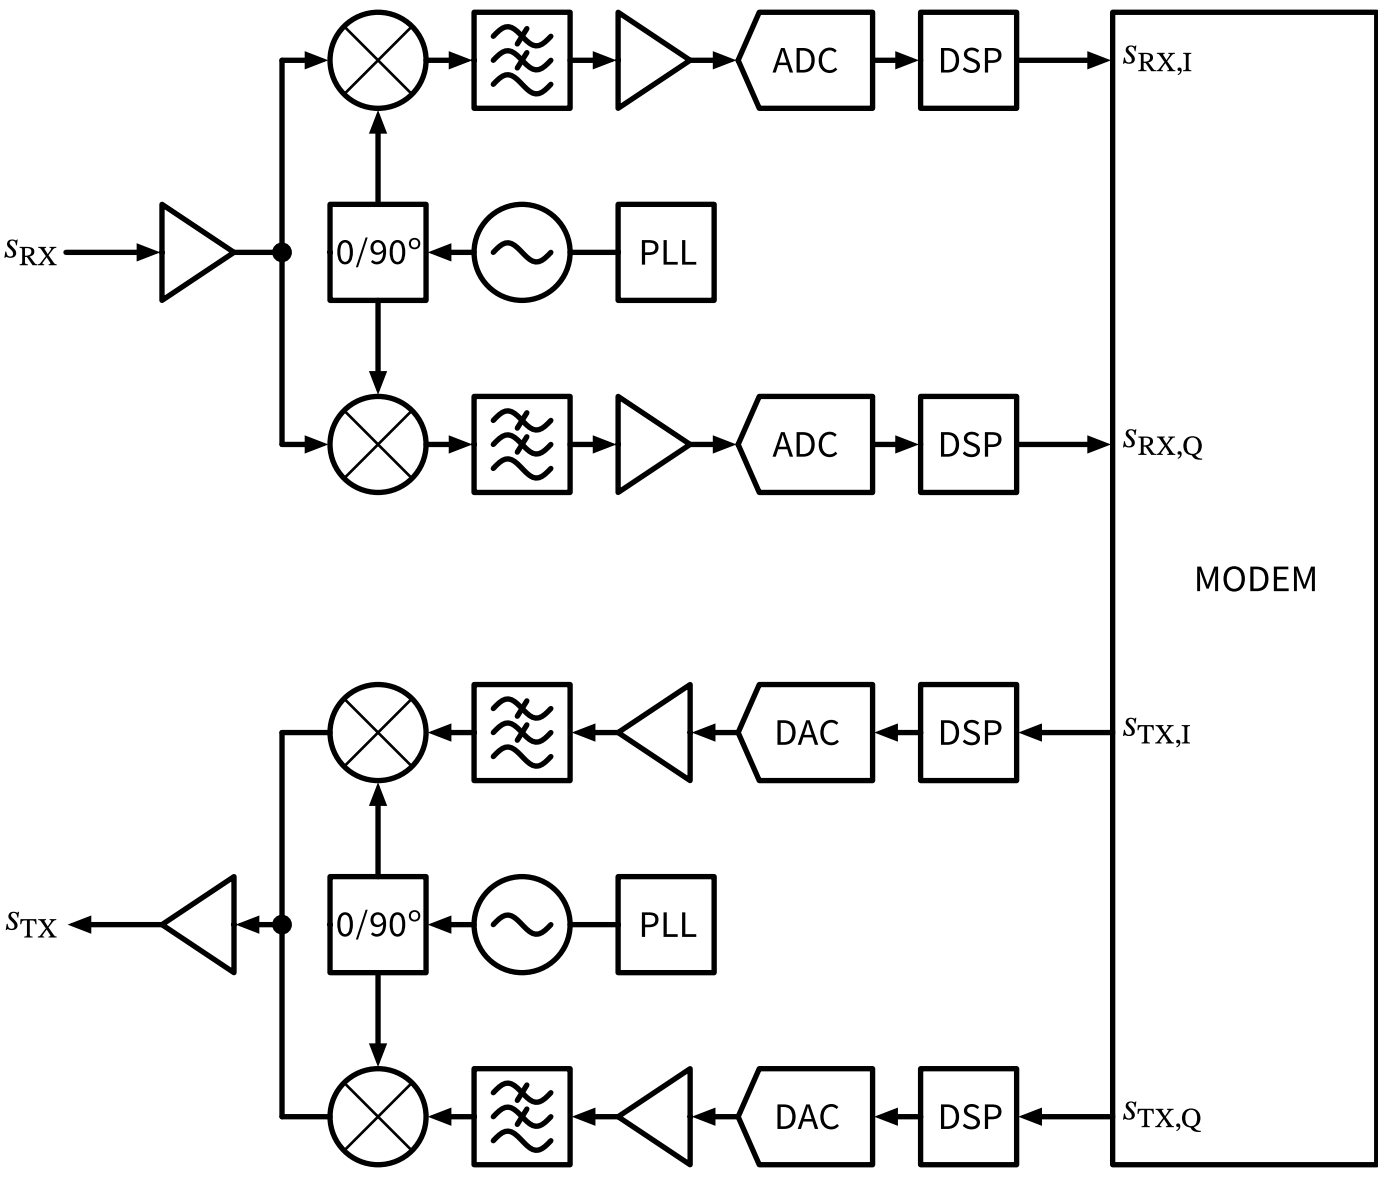 ADC DSP s_RX,I
s_RX 0/90° PLL
ADC DSP s_RX,Q
MODEM
DAC DSP s_TX,I
s_TX 0/90° PLL
DAC DSP s_TX,Q